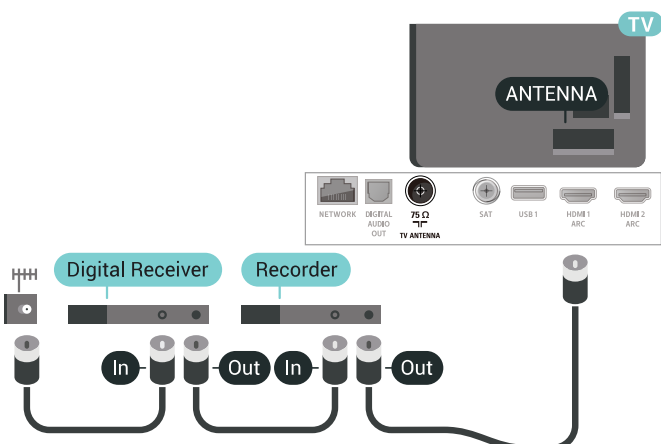 TV
ANTENNA
NETWORK
DIGITAL
AUDIO
OUT
75 Ω
TV ANTENNA
SAT
USB 1
HDMI 1
ARC
HDMI 2
ARC
Digital Receiver
Recorder
In
Out
In
Out